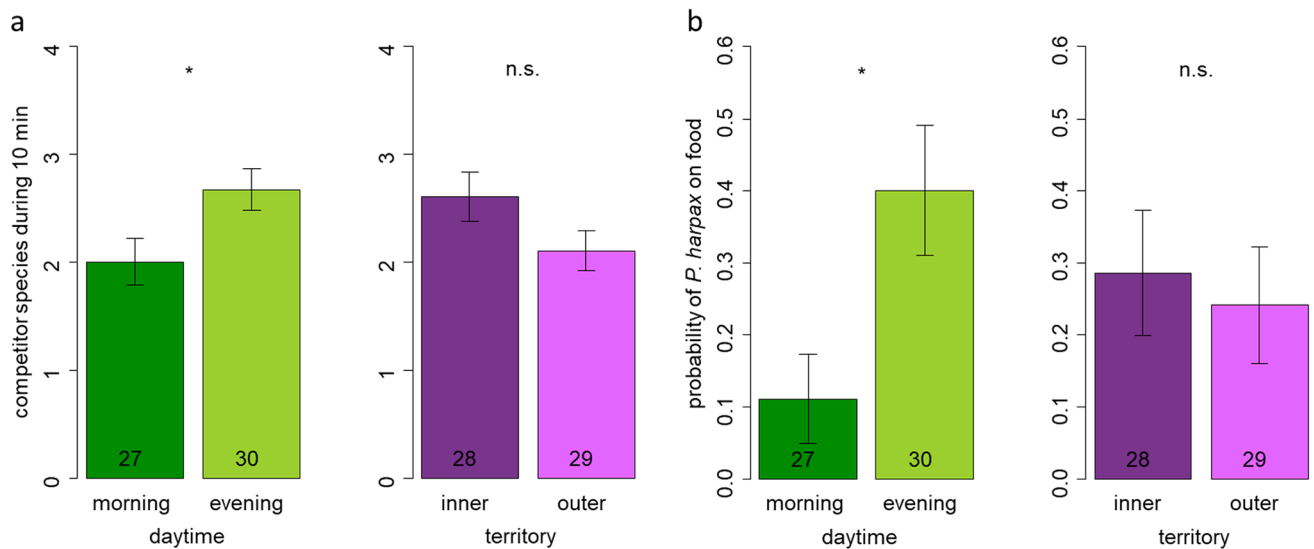 a
competitor species during 10 min
4
3
2
1
0
*
27
30
morning
evening
daytime
4
3
2
1
0
n.s.
28
29
inner
outer
territory
b
probability of P. harpax on food
0.6
0.5
0.4
0.3
0.2
0.1
0.0
*
27
30
morning
evening
daytime
0.6
0.5
0.4
0.3
0.2
0.1
0.0
n.s.
28
29
inner
outer
territory